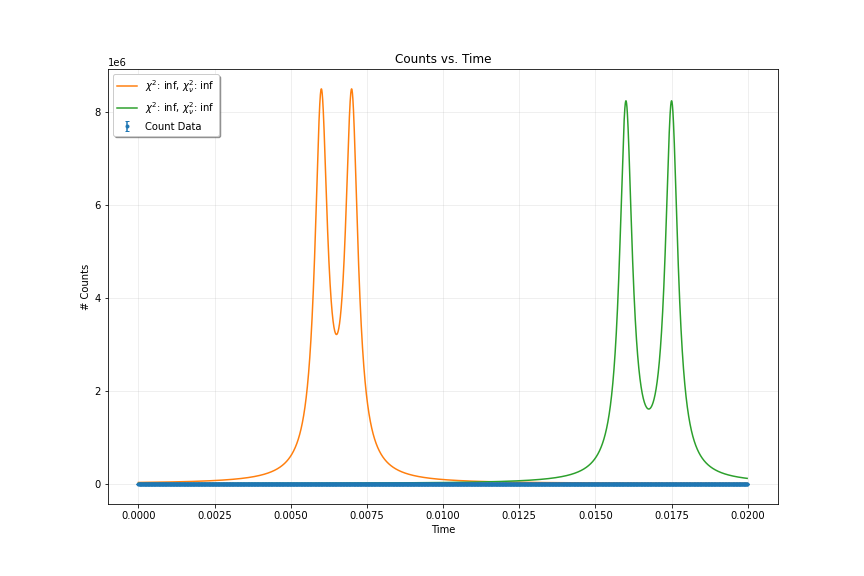 Counts vs. Time
1e6
χ²: inf, χ²ᵥ: inf
χ²: inf, χ²ᵥ: inf
Count Data
8
6
4
2
0
# Counts
0.0000 0.0025 0.0050 0.0075 0.0100 0.0125 0.0150 0.0175 0.0200
Time